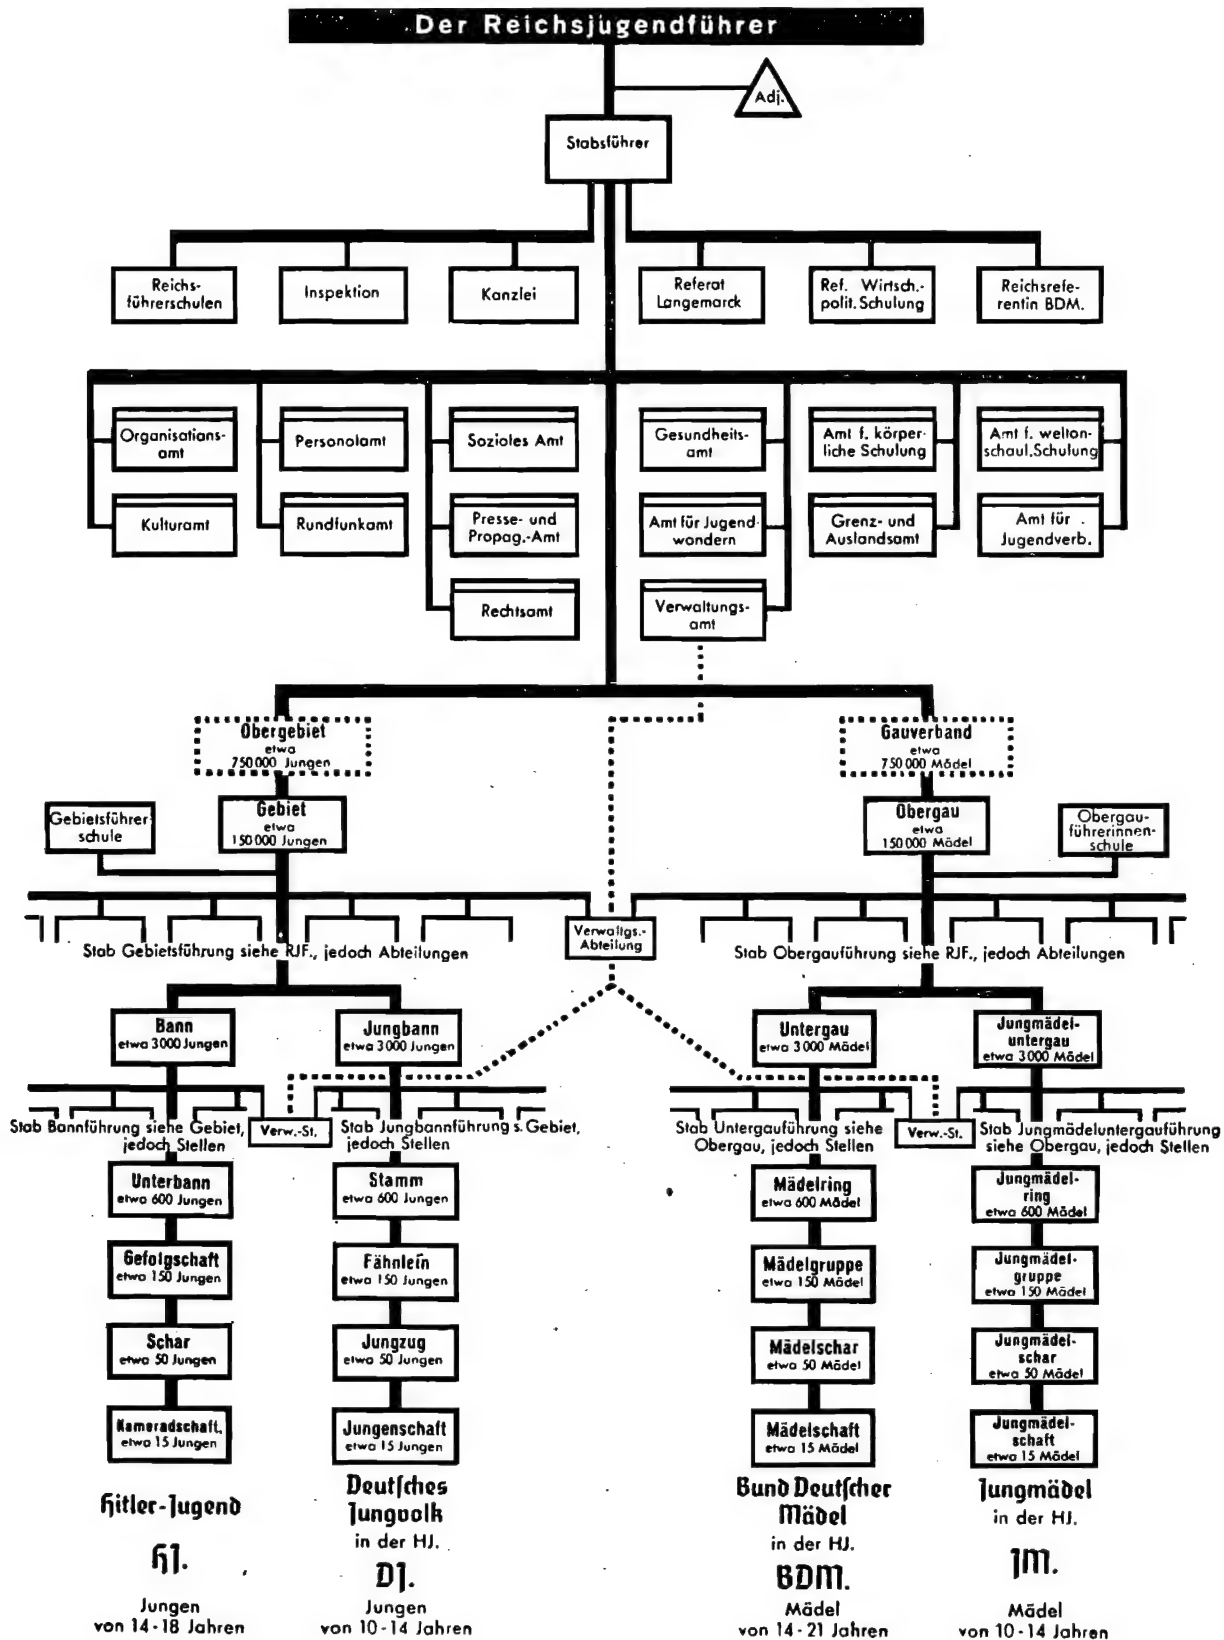 Der Reichsjugendführer
Adj.
Stabsführer
Reichs-
führerschulen
Inspektion
Kanzlei
Referat
Langemarck
Ref. Wirtsch.-
polit. Schulung
Reichsrefe-
rentin BDM.
Organisations-
amt
Personalamt
Soziales Amt
Gesundheits-
amt
Amt f. körper-
liche Schulung
Amt f. weltan-
schaul. Schulung
Kulturamt
Rundfunkamt
Presse- und
Propag.-Amt
Amt für Jugend-
wandern
Grenz- und
Auslandsamt
Amt für
Jugendverb.
Rechtsamt
Verwaltungs-
amt
Obergebiet
etwa
750000 Jungen
Gauverband
etwa
750000 Mädel
Gebietsführer
schule
Gebiet
etwa
150000 Jungen
Obergau
etwa
150000 Mädel
Obergau-
führerinnen-
schule
Stab Gebietsführung siehe RJF., jedoch Abteilungen
Verwaltgs.-
Abteilung
Stab Obergauführung siehe RJF., jedoch Abteilungen
Bann
etwa 3000 Jungen
Jungbann
etwa 3000 Jungen
Untergau
etwa 3000 Mädel
Jungmädel-
untergau
etwa 3000 Mädel
Stab Bannführung siehe Gebiet,
jedoch Stellen
Verw.-St.
Stab Jungbannführung s. Gebiet,
jedoch Stellen
Stab Untergauführung siehe
Obergau, jedoch Stellen
Verw.-St.
Stab Jungmädeluntergauführung
siehe Obergau, jedoch Stellen
Unterbann
etwa 600 Jungen
Stamm
etwa 600 Jungen
Mädelring
etwa 600 Mädel
Jungmädel-
ring
etwa 600 Mädel
Gefolgschaft
etwa 150 Jungen
Fähnlein
etwa 150 Jungen
Mädelgruppe
etwa 150 Mädel
Jungmädel-
gruppe
etwa 150 Mädel
Schar
etwa 50 Jungen
Jungzug
etwa 50 Jungen
Mädelschar
etwa 50 Mädel
Jungmädel-
schar
etwa 50 Mädel
Kameradschaft.
etwa 15 Jungen
Jungenschaft
etwa 15 Jungen
Mädelschaft
etwa 15 Mädel
Jungmädel-
schaft
etwa 15 Mädel
Hitler-Jugend
HJ.
Jungen
von 14-18 Jahren
Deutsches
Jungvolk
in der HJ.
DJ.
Jungen
von 10-14 Jahren
Bund Deutscher
Mädel
in der HJ.
BDM.
Mädel
von 14-21 Jahren
Jungmädel
in der HJ.
JM.
Mädel
von 10-14 Jahren